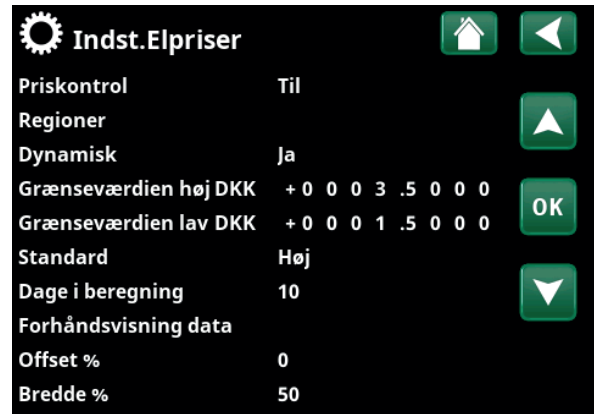 Indst.Elpriser
Priskontrol Til
Regioner
Dynamisk Ja
Grænseværdien høj DKK +0 0 0 3 .5 0 0 0
Grænseværdien lav DKK +0 0 0 1 .5 0 0 0
OK
Standard Høj
Dage i beregning 10
Forhåndsvisning data
Offset % 0
Bredde % 50